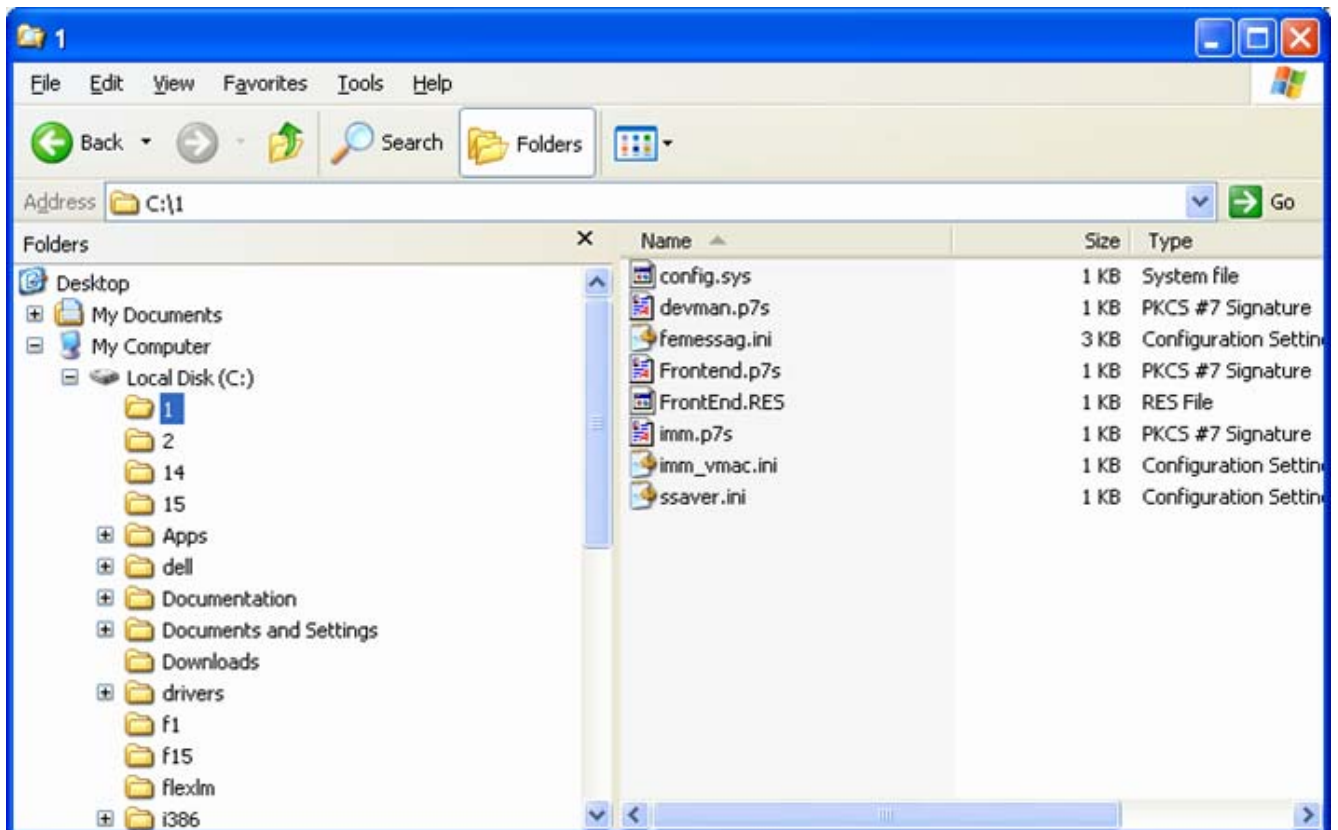 1
File Edit View Favorites Tools Help
Back Search Folders
Address C:\1 Go
Folders
Desktop
My Documents
My Computer
Local Disk (C:)
1
2
14
15
Apps
dell
Documentation
Documents and Settings
Downloads
drivers
f1
f15
flexlm
i386
Name Size Type
config.sys 1 KB System file
devman.p7s 1 KB PKCS #7 Signature
femessag.ini 3 KB Configuration Settin
Frontend.p7s 1 KB PKCS #7 Signature
FrontEnd.RES 1 KB RES File
imm.p7s 1 KB PKCS #7 Signature
imm_vmac.ini 1 KB Configuration Settin
ssaver.ini 1 KB Configuration Settin